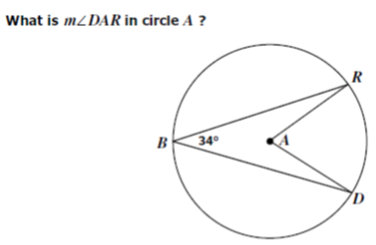 What is m∠DAR in circle A ?
R
B 34° A
D